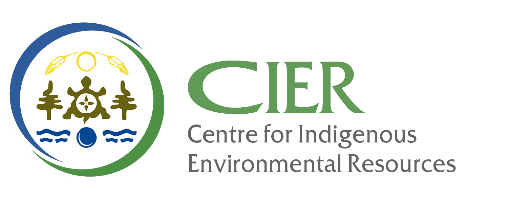 CIER
Centre for Indigenous
Environmental Resources